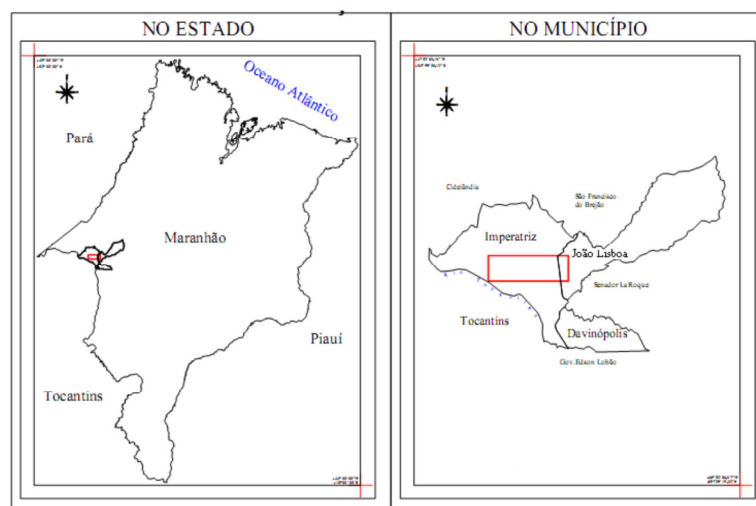 NO ESTADO
Oceano Atlântico
Pará
Maranhão
Piauí
Tocantins
NO MUNICÍPIO
Cidelândia
São Francisco
do Brejão
Imperatriz
João Lisboa
Senador La Roque
Tocantins
Davinópolis
Gov. Edson Lobão